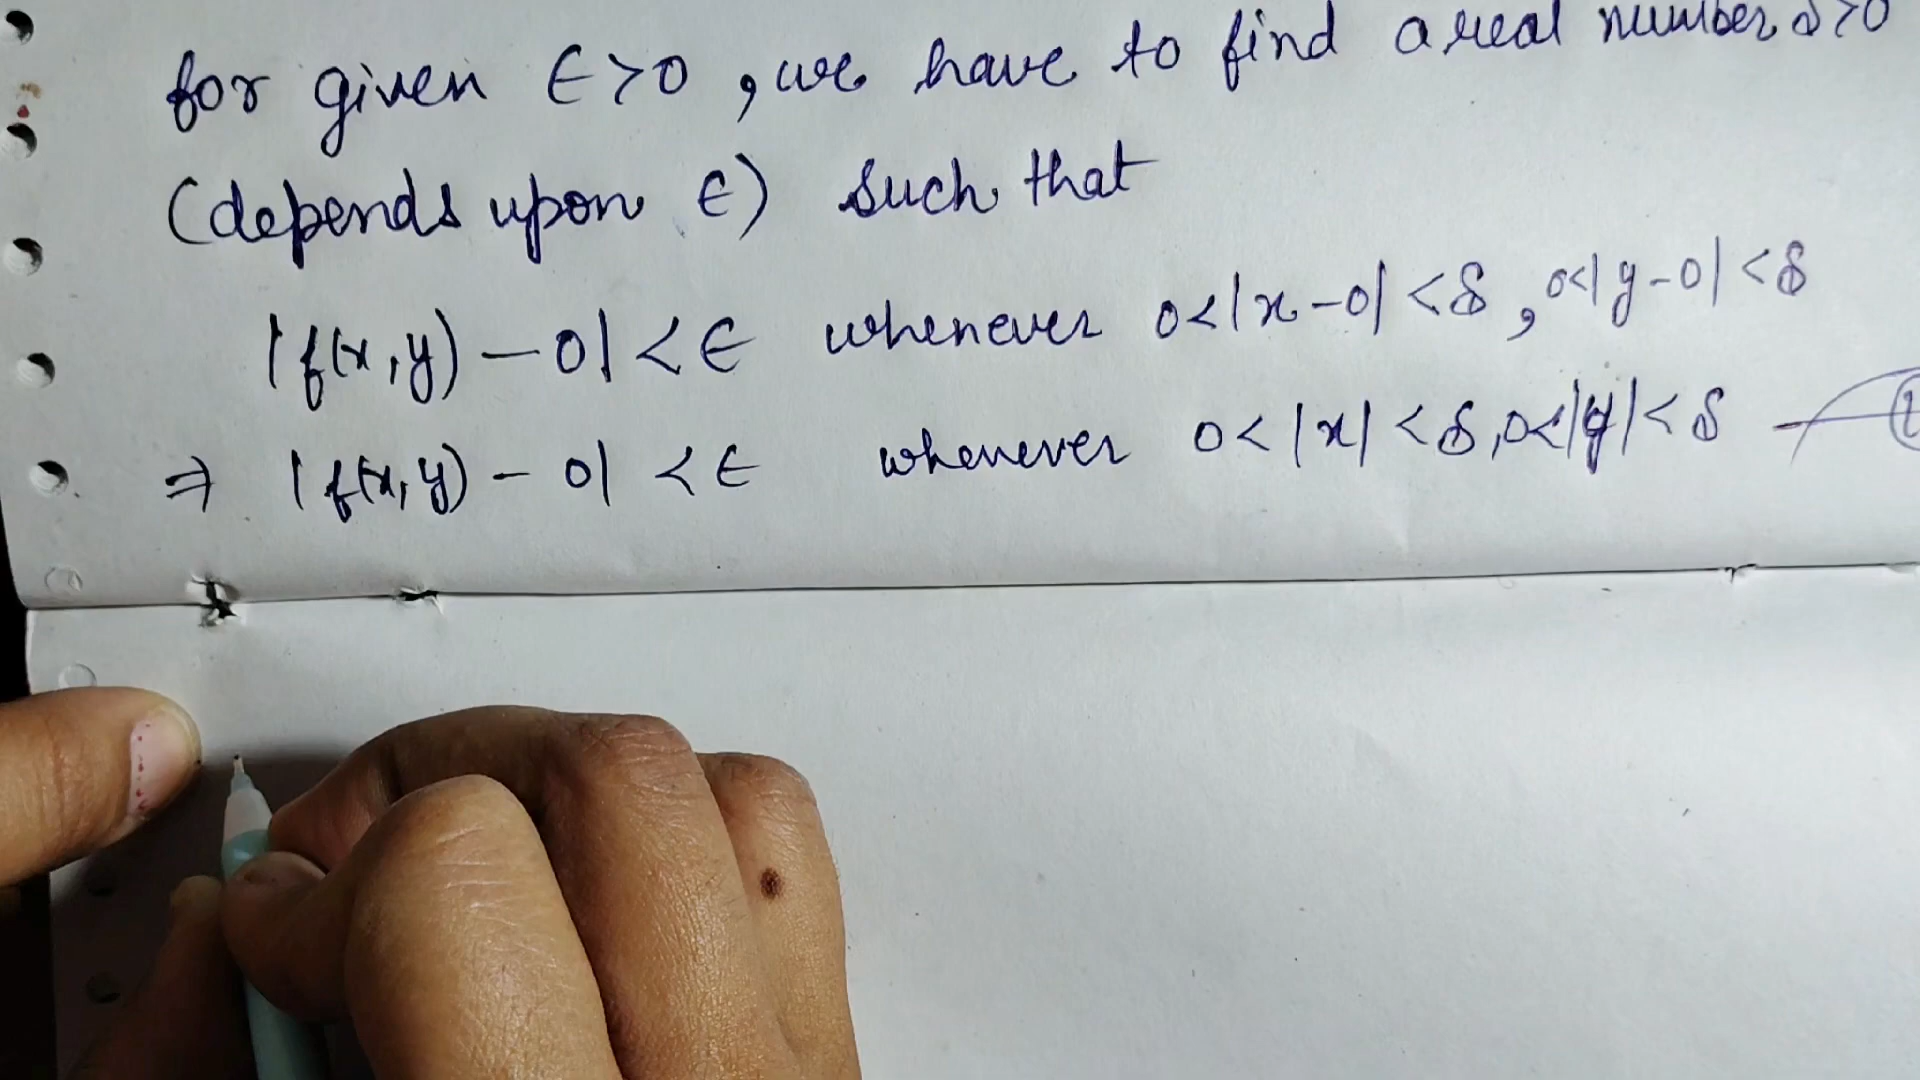 for given ∈>0, we have to find a real number δ>0
(depends upon ∈) such that
|f(x,y) - 0| < ∈ whenever 0<|x-0| < δ, 0<|y-0| < δ
⇒ |f(x,y) - 0| < ∈ whenever 0<|x| < δ, 0<|y| < δ —